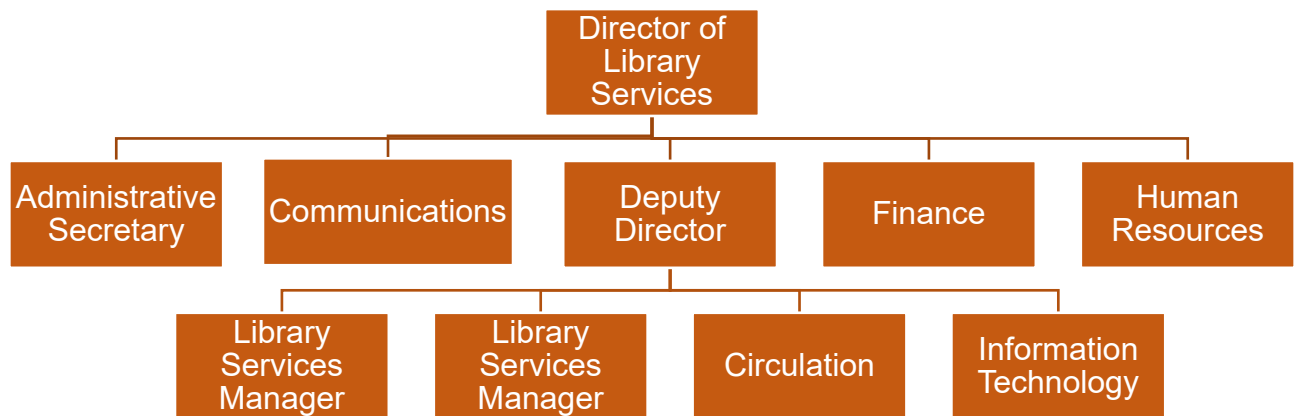 Director of
Library
Services
Administrative
Secretary
Communications
Deputy
Director
Finance
Human
Resources
Library
Services
Manager
Library
Services
Manager
Circulation
Information
Technology